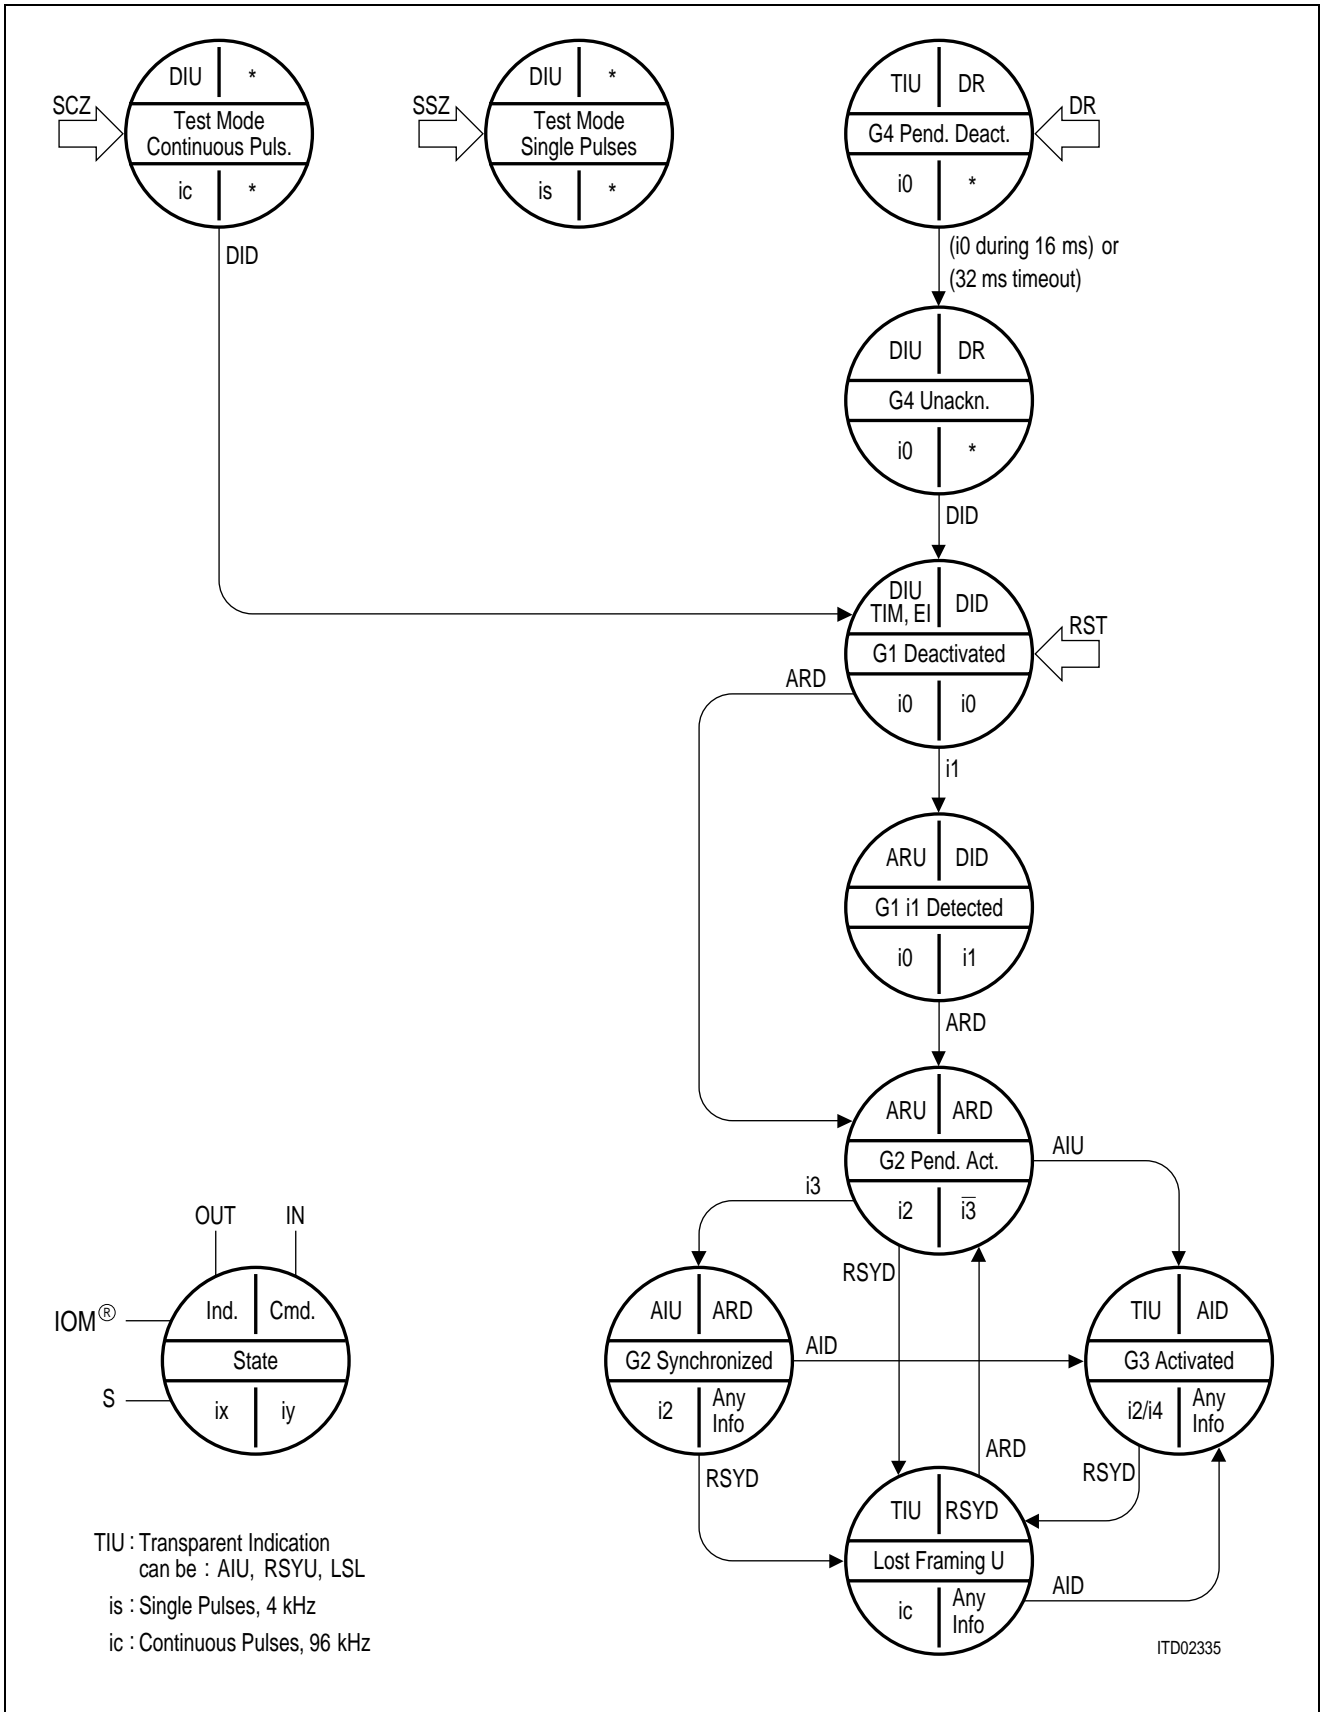 SCZ
DIU *
Test Mode
Continuous Puls.
ic *
DID
SSZ
DIU *
Test Mode
Single Pulses
is *
TIU DR
G4 Pend. Deact.
i0 *
DR
(i0 during 16 ms) or
(32 ms timeout)
DIU DR
G4 Unackn.
i0 *
DID
DIU
TIM, EI DID
G1 Deactivated
i0 i0
RST
ARD
i1
ARU DID
G1 i1 Detected
i0 i1
ARD
ARU ARD
G2 Pend. Act.
i2 i̅3̅
AIU
i3
RSYD
AIU ARD
G2 Synchronized
i2 Any
Info
AID
RSYD
ARD
TIU AID
G3 Activated
i2/i4 Any
Info
RSYD
TIU RSYD
Lost Framing U
ic Any
Info
AID
OUT IN
IOM®
Ind. Cmd.
State
S
ix iy
TIU : Transparent Indication
can be : AIU, RSYU, LSL
is : Single Pulses, 4 kHz
ic : Continuous Pulses, 96 kHz
ITD02335